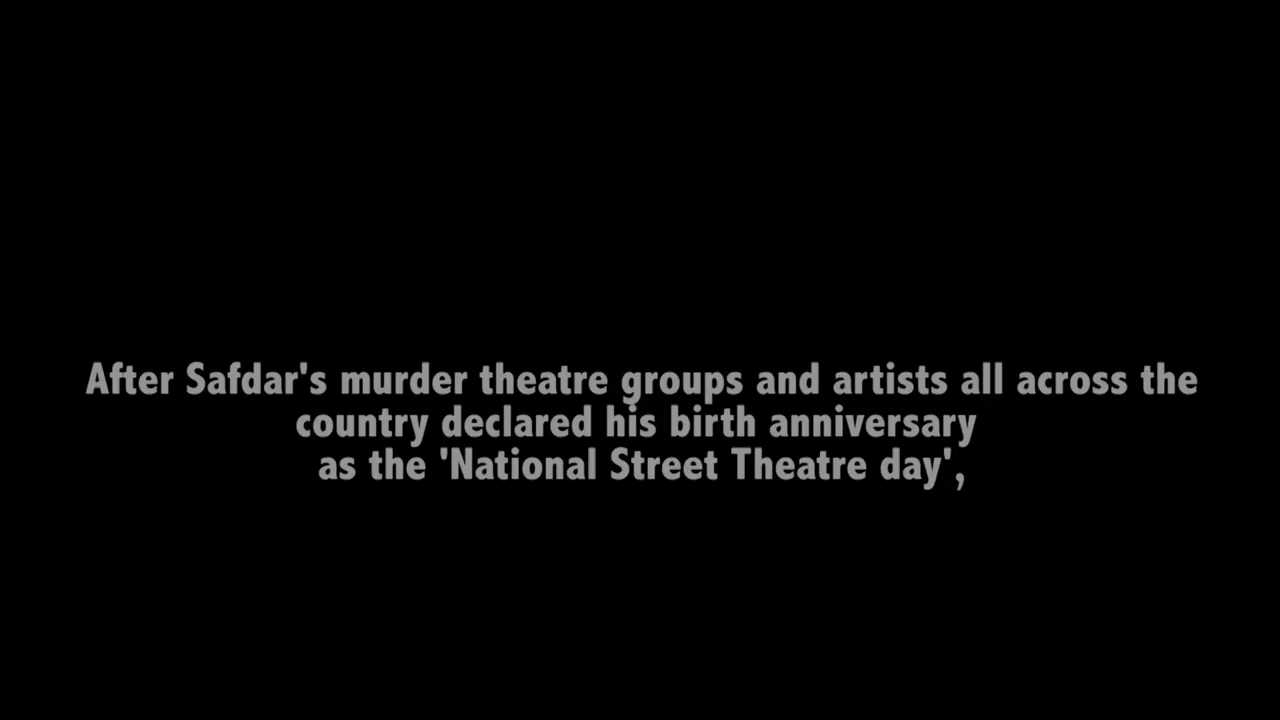 After Safdar's murder theatre groups and artists all across the
country declared his birth anniversary
as the 'National Street Theatre day',